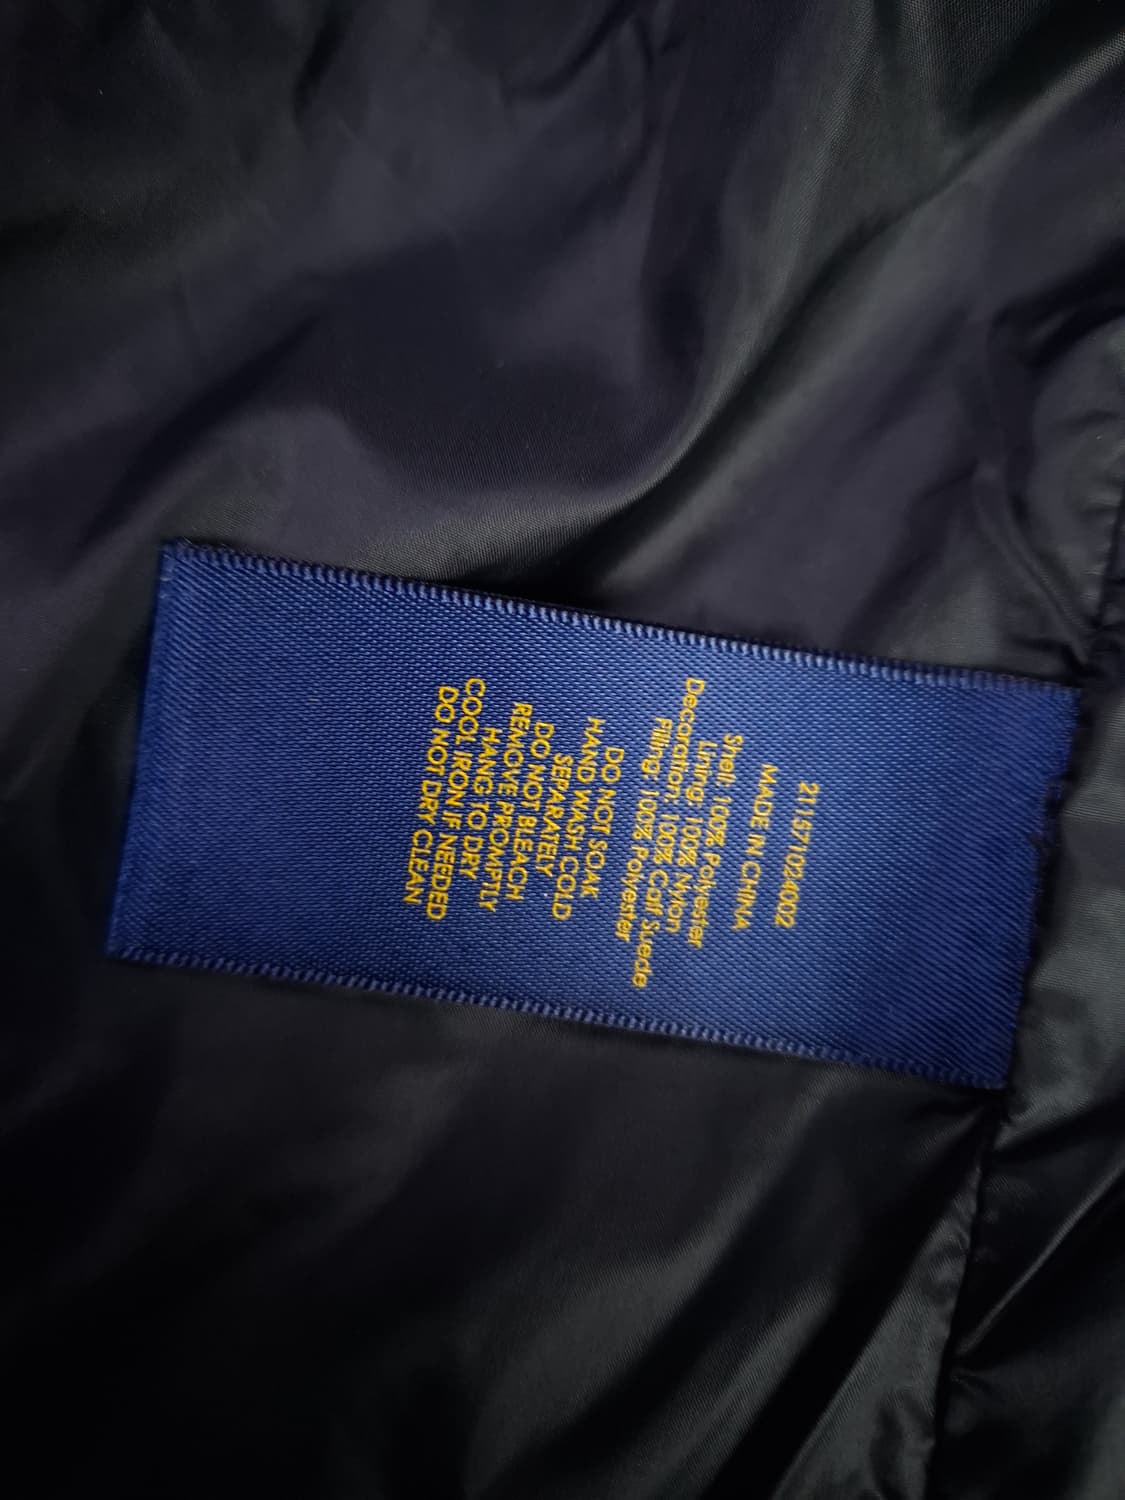 211571024002
MADE IN CHINA
Shell: 100% Polyester
Lning: 100% Nylon
Decoration: 100% Calf Suede
Filling: 100% Polyester
DO NOT SOAK
HAND WASH COLD
SEPARATELY
DO NOT BLEACH
REMOVE PROMPTLY
HANG TO DRY
COOL IRON IF NEEDED
DO NOT DRY CLEAN